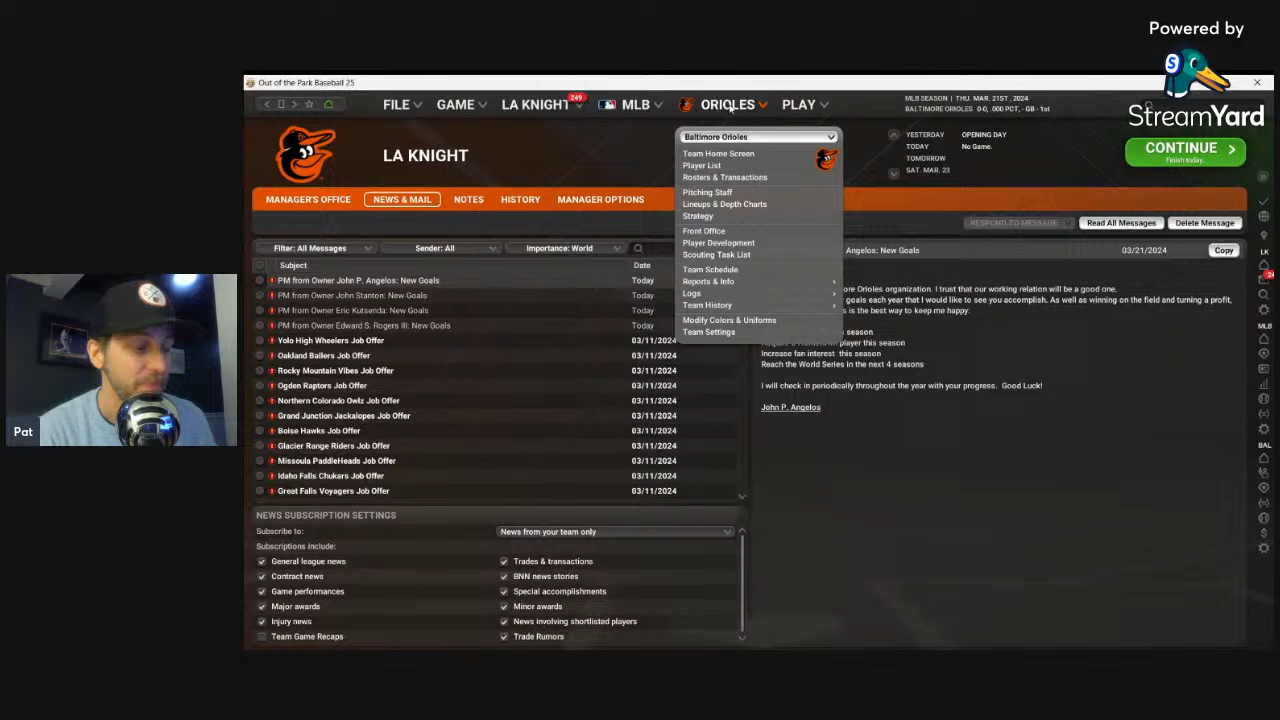 Powered by
StreamYard
Out of the Park Baseball 25
FILE
GAME
LA KNIGHT
249
MLB
ORIOLES
PLAY
MLB SEASON | THU. MAR. 21ST , 2024
BALTIMORE ORIOLES 0-0, .000 PCT, - GB - 1st
LA KNIGHT
Baltimore Orioles
Team Home Screen
Player List
Rosters & Transactions
Pitching Staff
Lineups & Depth Charts
Strategy
Front Office
Player Development
Scouting Task List
Team Schedule
Reports & Info
Logs
Team History
Modify Colors & Uniforms
Team Settings
YESTERDAY OPENING DAY
TODAY No Game.
TOMORROW
SAT. MAR. 23
CONTINUE
Finish today.
MANAGER'S OFFICE
NEWS & MAIL
NOTES
HISTORY
MANAGER OPTIONS
RESPOND TO MESSAGE
Read All Messages
Delete Message
Filter: All Messages
Sender: All
Importance: World
Angelos: New Goals
03/21/2024
Copy
Subject Date
PM from Owner John P. Angelos: New Goals Today
PM from Owner John Stanton: New Goals Today
PM from Owner Eric Kutsenda: New Goals Today
PM from Owner Edward S. Rogers III: New Goals Today
Yolo High Wheelers Job Offer 03/11/2024
Oakland Ballers Job Offer 03/11/2024
Rocky Mountain Vibes Job Offer 03/11/2024
Ogden Raptors Job Offer 03/11/2024
Northern Colorado Owlz Job Offer 03/11/2024
Grand Junction Jackalopes Job Offer 03/11/2024
Boise Hawks Job Offer 03/11/2024
Glacier Range Riders Job Offer 03/11/2024
Missoula PaddleHeads Job Offer 03/11/2024
Idaho Falls Chukars Job Offer 03/11/2024
Great Falls Voyagers Job Offer 03/11/2024
ore Orioles organization. I trust that our working relation will be a good one.
goals each year that I would like to see you accomplish. As well as winning on the field and turning a profit,
is the best way to keep me happy:
season
player this season
Increase fan interest this season
Reach the World Series in the next 4 seasons
I will check in periodically throughout the year with your progress. Good Luck!
John P. Angelos
NEWS SUBSCRIPTION SETTINGS
Subscribe to: News from your team only
Subscriptions include:
General league news Trades & transactions
Contract news BNN news stories
Game performances Special accomplishments
Major awards Minor awards
Injury news News involving shortlisted players
Team Game Recaps Trade Rumors
Pat
LK
MLB
BAL